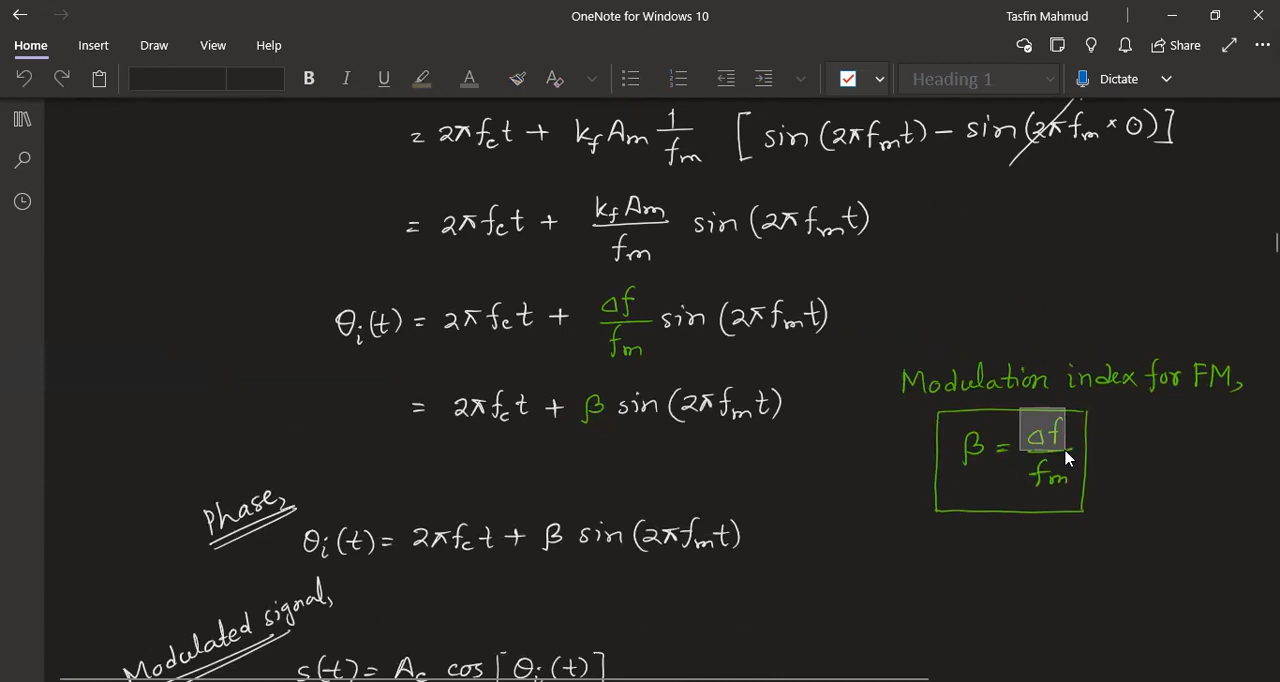 OneNote for Windows 10
Tasfin Mahmud
Home Insert Draw View Help
Share
B I U A Heading 1 Dictate
= 2πf_c t + k_f A_m 1/f_m [sin(2πf_m t) − sin(2πf_m × 0)]
= 2πf_c t + k_f A_m/f_m sin(2πf_m t)
θ_i(t) = 2πf_c t + Δf/f_m sin(2πf_m t)
Modulation index for FM,
= 2πf_c t + β sin(2πf_m t)
β = Δf/f_m
Phase,
θ_i(t) = 2πf_c t + β sin(2πf_m t)
Modulated signal,
s(t) = A_c cos[θ_i(t)]